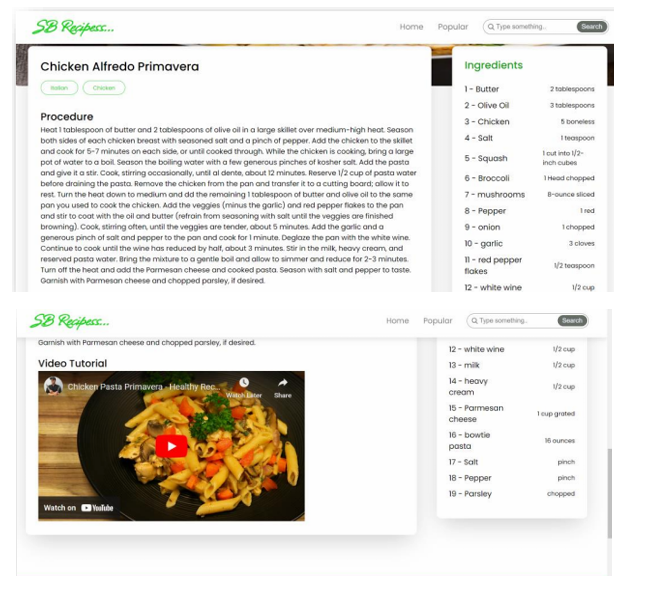 SB Recipess...
Home Popular Type something.. Search
Chicken Alfredo Primavera
Italian Chicken
Procedure
Heat 1 tablespoon of butter and 2 tablespoons of olive oil in a large skillet over medium-high heat. Season
both sides of each chicken breast with seasoned salt and a pinch of pepper. Add the chicken to the skillet
and cook for 5-7 minutes on each side, or until cooked through. While the chicken is cooking, bring a large
pot of water to a boil. Season the boiling water with a few generous pinches of kosher salt. Add the pasta
and give it a stir. Cook, stirring occasionally, until al dente, about 12 minutes. Reserve 1/2 cup of pasta water
before draining the pasta. Remove the chicken from the pan and transfer it to a cutting board; allow it to
rest. Turn the heat down to medium and dd the remaining 1 tablespoon of butter and olive oil to the same
pan you used to cook the chicken. Add the veggies (minus the garlic) and red pepper flakes to the pan
and stir to coat with the oil and butter (refrain from seasoning with salt until the veggies are finished
browning). Cook, stirring often, until the veggies are tender, about 5 minutes. Add the garlic and a
generous pinch of salt and pepper to the pan and cook for 1 minute. Deglaze the pan with the white wine.
Continue to cook until the wine has reduced by half, about 3 minutes. Stir in the milk, heavy cream, and
reserved pasta water. Bring the mixture to a gentle boil and allow to simmer and reduce for 2-3 minutes.
Turn off the heat and add the Parmesan cheese and cooked pasta. Season with salt and pepper to taste.
Garnish with Parmesan cheese and chopped parsley, if desired.
Ingredients
1 - Butter 2 tablespoons
2 - Olive Oil 3 tablespoons
3 - Chicken 5 boneless
4 - Salt 1 teaspoon
5 - Squash 1 cut into 1/2-
inch cubes
6 - Broccoli 1 Head chopped
7 - mushrooms 8-ounce sliced
8 - Pepper 1 red
9 - onion 1 chopped
10 - garlic 3 cloves
11 - red pepper
flakes 1/2 teaspoon
12 - white wine 1/2 cup
SB Recipess...
Home Popular Type something.. Search
Garnish with Parmesan cheese and chopped parsley, if desired.
Video Tutorial
Chicken Pasta Primavera - Healthy Rec...
Watch Later Share
Watch on YouTube
12 - white wine 1/2 cup
13 - milk 1/2 cup
14 - heavy
cream 1/2 cup
15 - Parmesan
cheese 1 cup grated
16 - bowtie
pasta 16 ounces
17 - Salt pinch
18 - Pepper pinch
19 - Parsley chopped